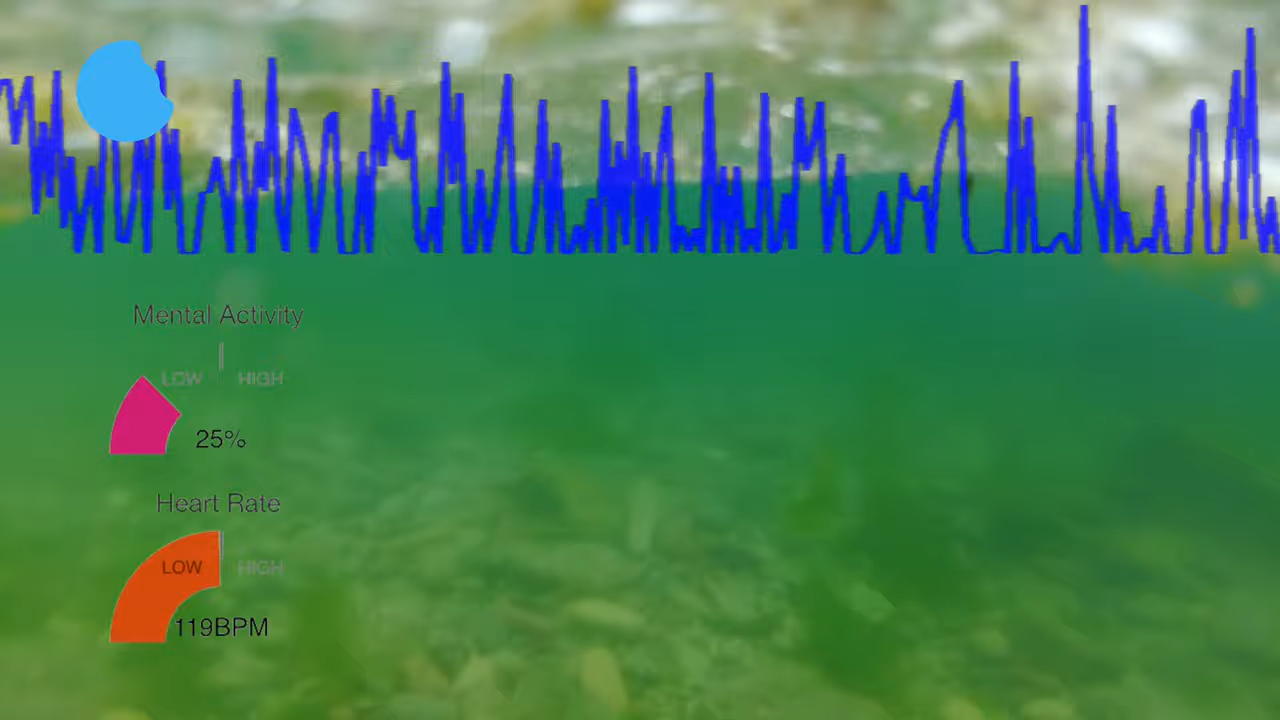 Mental Activity
LOW HIGH
25%
Heart Rate
LOW HIGH
119BPM